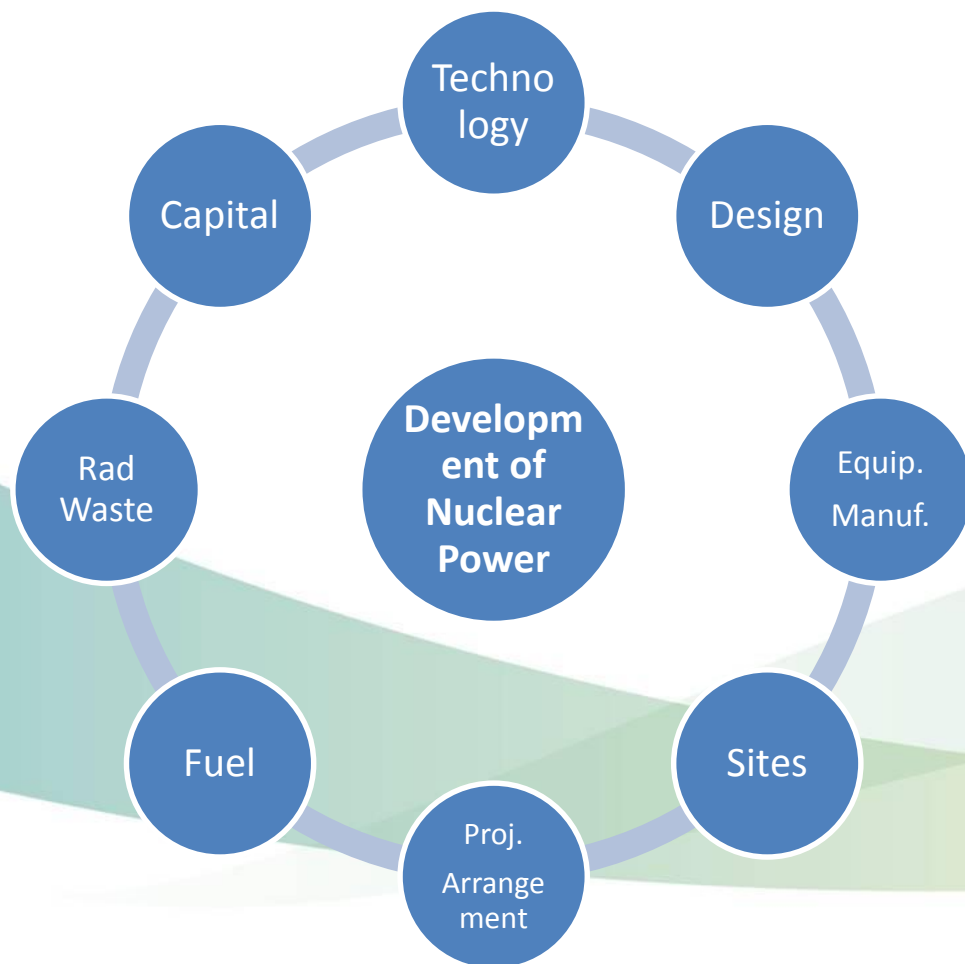 Techno
logy
Capital
Design
Developm
ent of
Nuclear
Power
Rad
Waste
Equip.
Manuf.
Fuel
Sites
Proj.
Arrange
ment